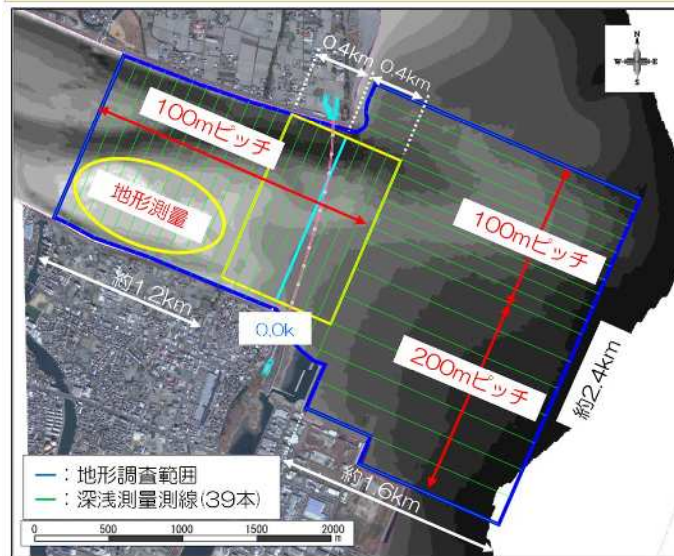 0.4km
0.4km
N
W
E
S
100mピッチ
地形測量
100mピッチ
約1.2km
0.0k
200mピッチ
約2.4km
約1.6km
: 地形調査範囲
: 深浅測量測線(39本)
0 500 1000 1500 2000
m